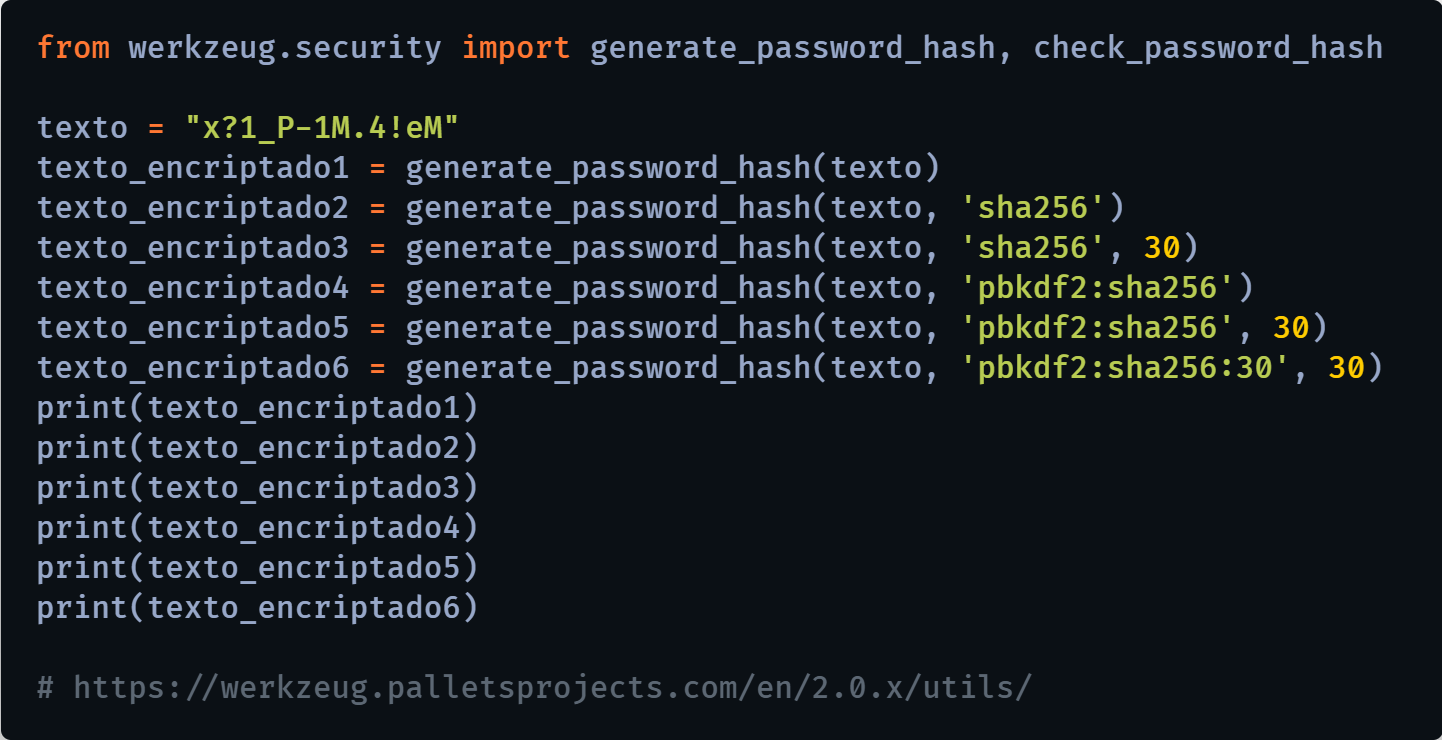 from werkzeug.security import generate_password_hash, check_password_hash
texto = "x?1_P-1M.4!eM"
texto_encriptado1 = generate_password_hash(texto)
texto_encriptado2 = generate_password_hash(texto, 'sha256')
texto_encriptado3 = generate_password_hash(texto, 'sha256', 30)
texto_encriptado4 = generate_password_hash(texto, 'pbkdf2:sha256')
texto_encriptado5 = generate_password_hash(texto, 'pbkdf2:sha256', 30)
texto_encriptado6 = generate_password_hash(texto, 'pbkdf2:sha256:30', 30)
print(texto_encriptado1)
print(texto_encriptado2)
print(texto_encriptado3)
print(texto_encriptado4)
print(texto_encriptado5)
print(texto_encriptado6)
# https://werkzeug.palletsprojects.com/en/2.0.x/utils/